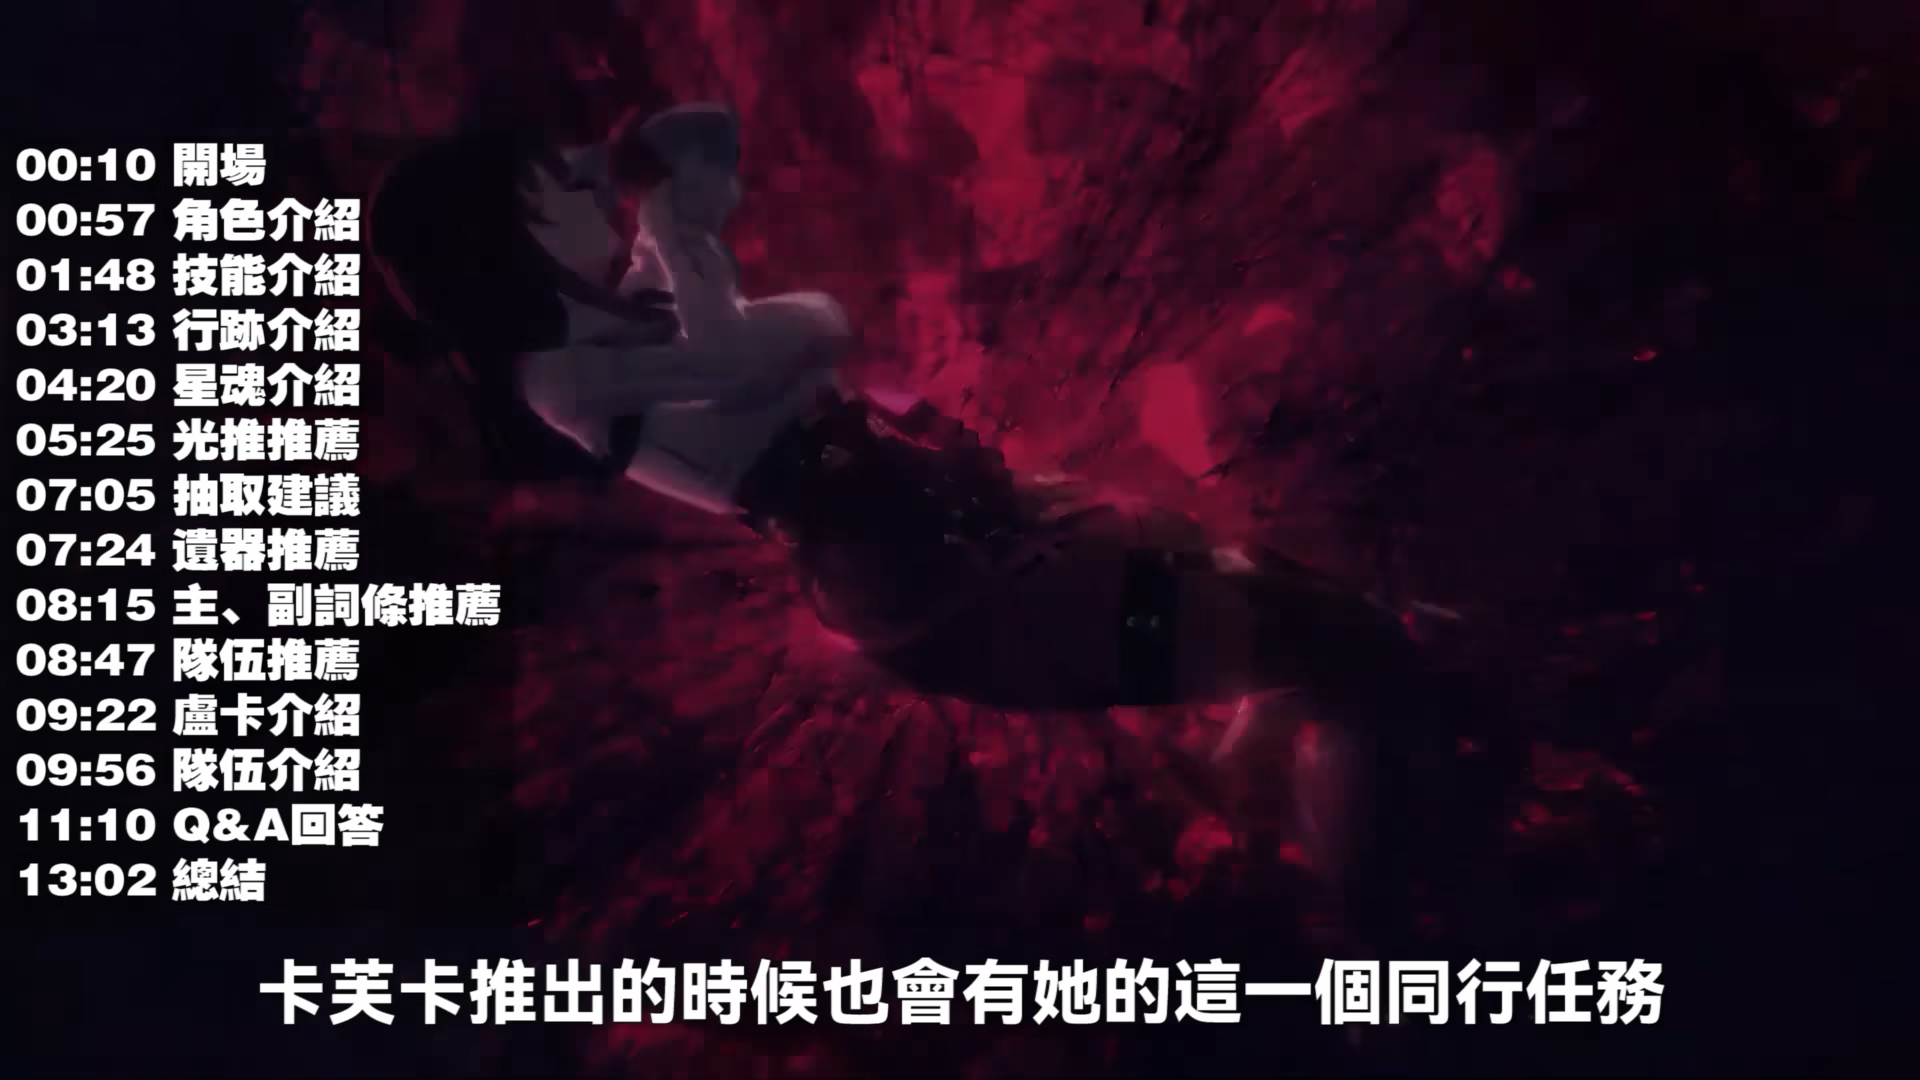 00:10 開場
00:57 角色介紹
01:48 技能介紹
03:13 行跡介紹
04:20 星魂介紹
05:25 光推推薦
07:05 抽取建議
07:24 遺器推薦
08:15 主、副詞條推薦
08:47 隊伍推薦
09:22 盧卡介紹
09:56 隊伍介紹
11:10 Q&A回答
13:02 總結
卡芙卡推出的時候也會有她的這一個同行任務